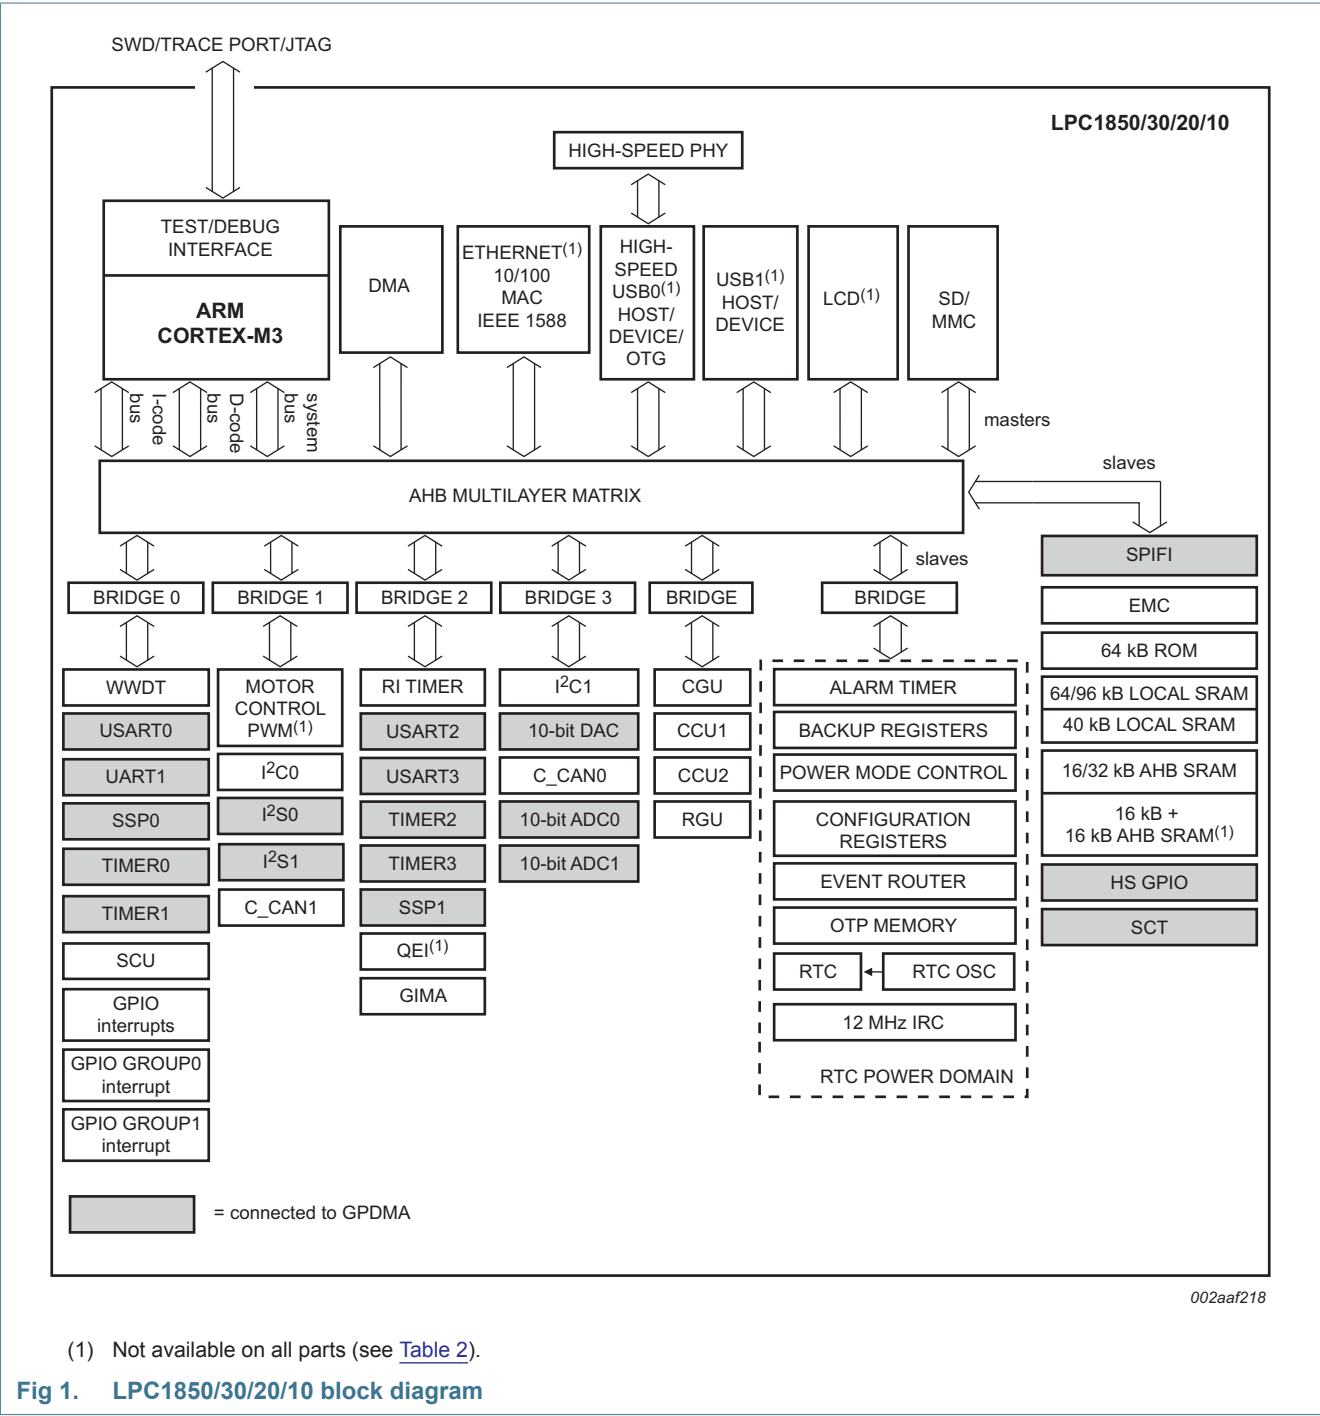 SWD/TRACE PORT/JTAG
LPC1850/30/20/10
HIGH-SPEED PHY
TEST/DEBUG
INTERFACE
ARM
CORTEX-M3
DMA
ETHERNET(1)
10/100
MAC
IEEE 1588
HIGH-
SPEED
USB0(1)
HOST/
DEVICE/
OTG
USB1(1)
HOST/
DEVICE
LCD(1)
SD/
MMC
I-code
bus
D-code
bus
system
bus
masters
slaves
AHB MULTILAYER MATRIX
slaves
BRIDGE 0
BRIDGE 1
BRIDGE 2
BRIDGE 3
BRIDGE
BRIDGE
WWDT
USART0
UART1
SSP0
TIMER0
TIMER1
SCU
GPIO
interrupts
GPIO GROUP0
interrupt
GPIO GROUP1
interrupt
MOTOR
CONTROL
PWM(1)
I2C0
I2S0
I2S1
C_CAN1
RI TIMER
USART2
USART3
TIMER2
TIMER3
SSP1
QEI(1)
GIMA
I2C1
10-bit DAC
C_CAN0
10-bit ADC0
10-bit ADC1
CGU
CCU1
CCU2
RGU
ALARM TIMER
BACKUP REGISTERS
POWER MODE CONTROL
CONFIGURATION
REGISTERS
EVENT ROUTER
OTP MEMORY
RTC
RTC OSC
12 MHz IRC
RTC POWER DOMAIN
SPIFI
EMC
64 kB ROM
64/96 kB LOCAL SRAM
40 kB LOCAL SRAM
16/32 kB AHB SRAM
16 kB +
16 kB AHB SRAM(1)
HS GPIO
SCT
= connected to GPDMA
002aaf218
(1) Not available on all parts (see Table 2).
Fig 1. LPC1850/30/20/10 block diagram